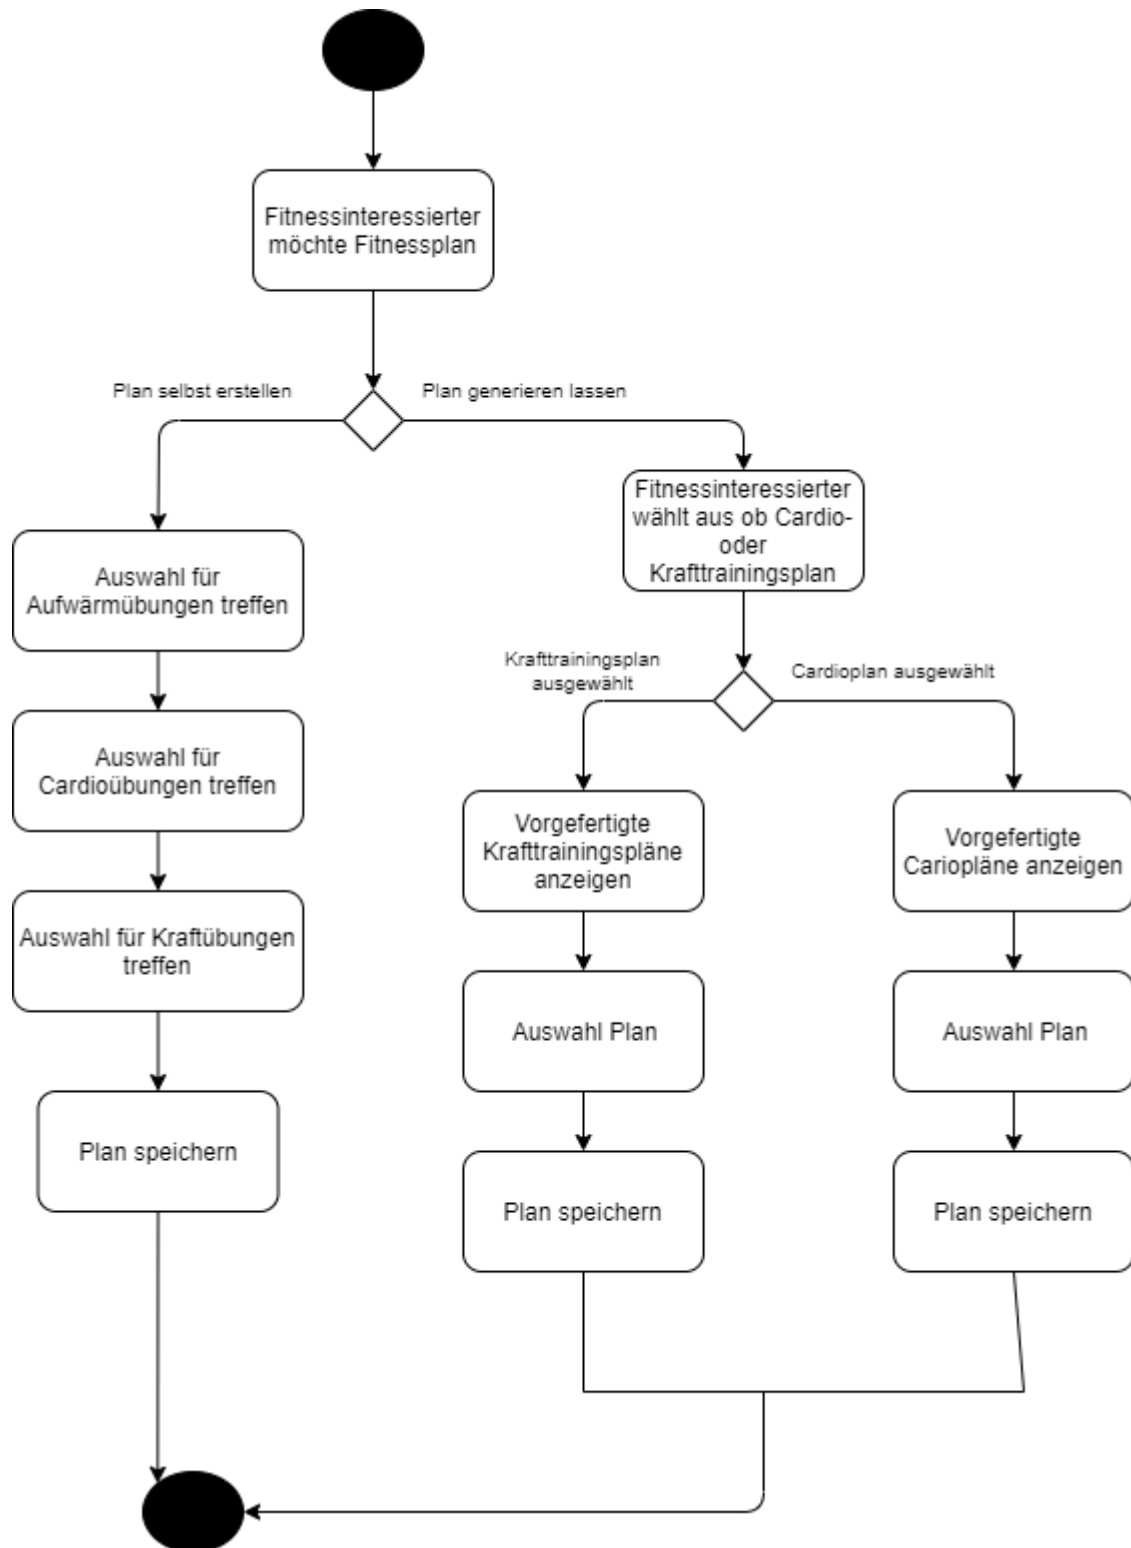 Fitnessinteressierter
möchte Fitnessplan
Plan selbst erstellen
Plan generieren lassen
Fitnessinteressierter
wählt aus ob Cardio-
oder
Krafttrainingsplan
Auswahl für
Aufwärmübungen treffen
Krafttrainingsplan
ausgewählt
Cardioplan ausgewählt
Auswahl für
Cardioübungen treffen
Vorgefertigte
Krafttrainingspläne
anzeigen
Vorgefertigte
Cariopläne anzeigen
Auswahl für Kraftübungen
treffen
Auswahl Plan
Auswahl Plan
Plan speichern
Plan speichern
Plan speichern